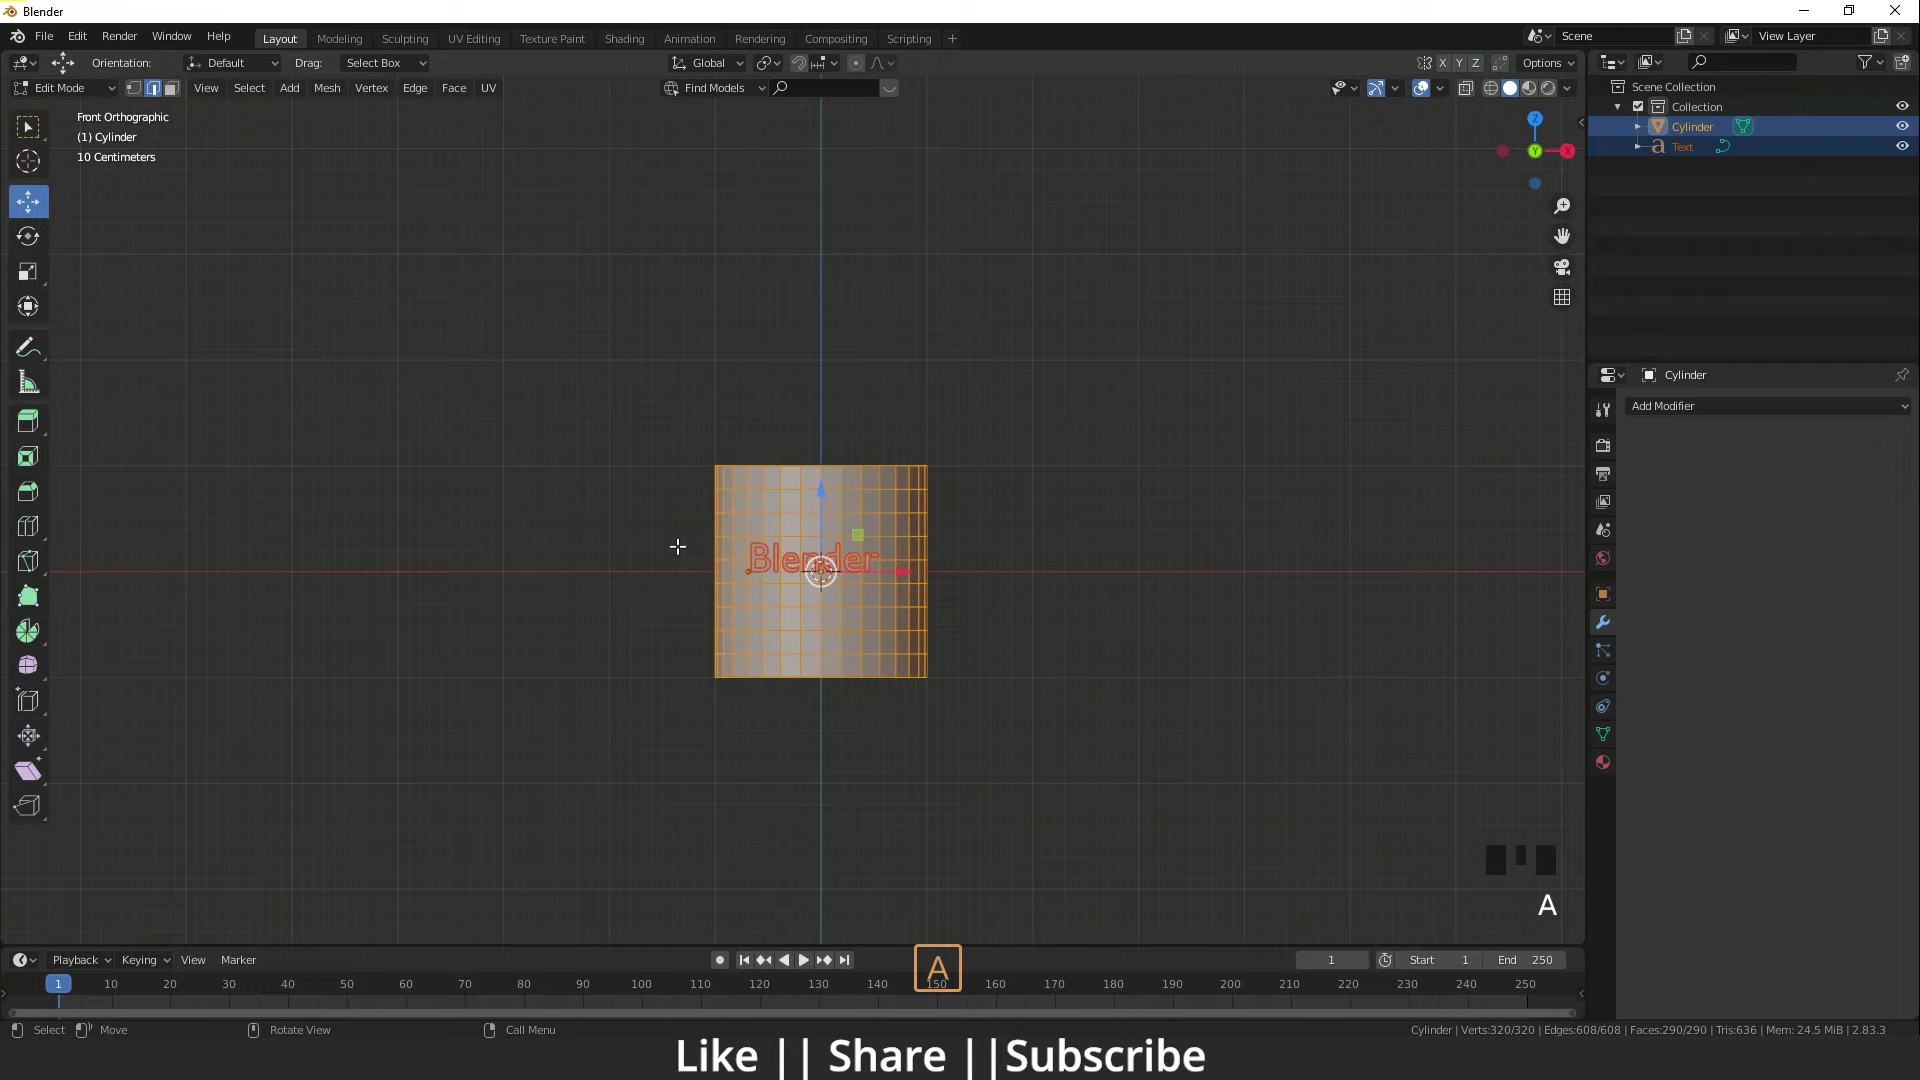 Blender
File Edit Render Window Help Layout Modeling Sculpting UV Editing Texture Paint Shading Animation Rendering Compositing Scripting Scene View Layer
Orientation: Default Drag: Select Box Global X Y Z Options
Edit Mode View Select Add Mesh Vertex Edge Face UV Find Models
Scene Collection
Collection
Cylinder
Text
Front Orthographic
(1) Cylinder
10 Centimeters
Z
Y
X
Cylinder
Add Modifier
Blender
A
Playback Keying View Marker A 1 Start 1 End 250
1 10 20 30 40 50 60 70 80 90 100 110 120 130 140 150 160 170 180 190 200 210 220 230 240 250
Select Move Rotate View Call Menu Cylinder | Verts:320/320 | Edges:608/608 | Faces:290/290 | Tris:636 | Mem: 24.5 MiB | 2.83.3
Like || Share ||Subscribe